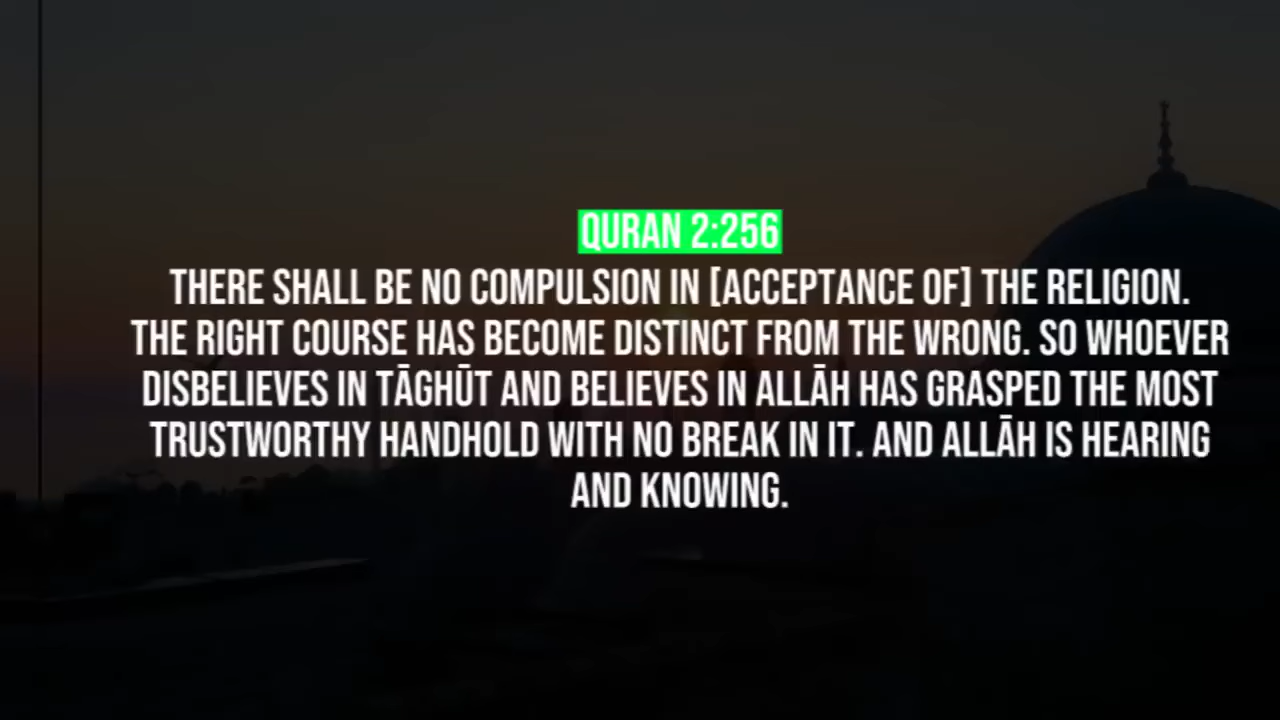 QURAN 2:256
THERE SHALL BE NO COMPULSION IN [ACCEPTANCE OF] THE RELIGION.
THE RIGHT COURSE HAS BECOME DISTINCT FROM THE WRONG. SO WHOEVER
DISBELIEVES IN TĀGHŪT AND BELIEVES IN ALLĀH HAS GRASPED THE MOST
TRUSTWORTHY HANDHOLD WITH NO BREAK IN IT. AND ALLĀH IS HEARING
AND KNOWING.